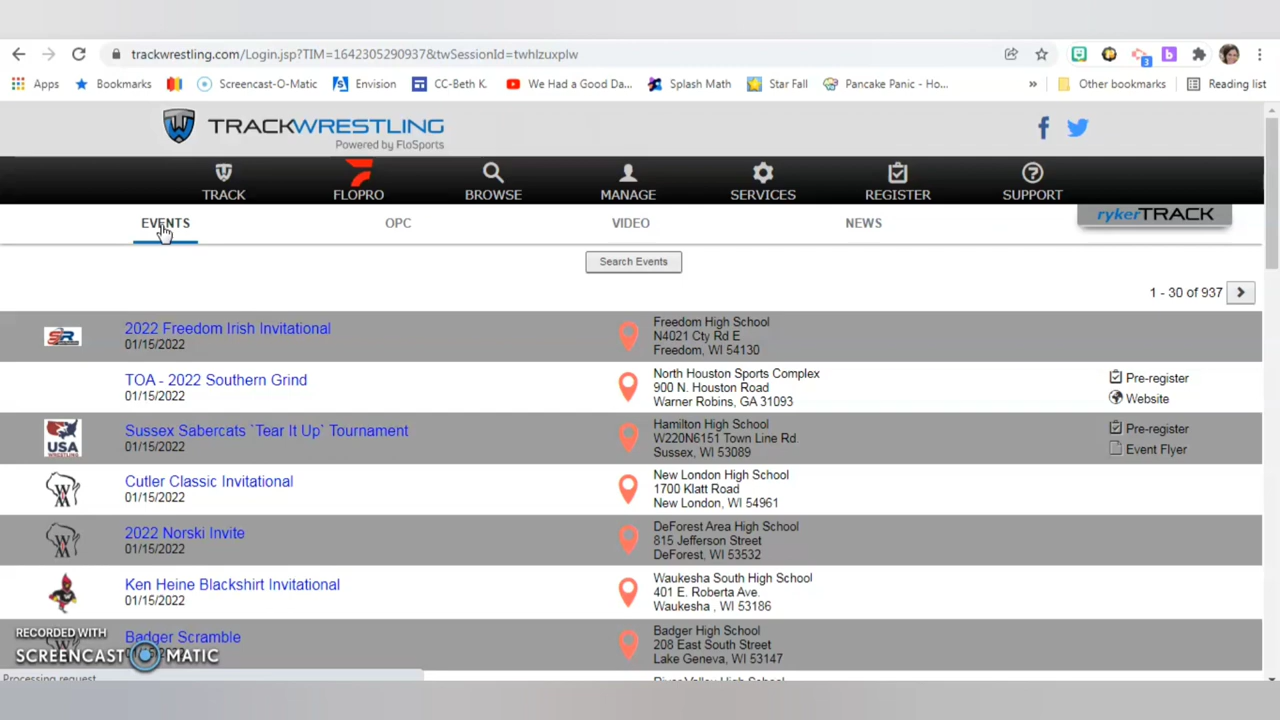 trackwrestling.com/Login.jsp?TIM=1642305290937&twSessionId=twhlzuxplw
3
Apps Bookmarks Screencast-O-Matic Envision CC-Beth K. We Had a Good Da... Splash Math Star Fall Pancake Panic - Ho... » Other bookmarks Reading list
TRACKWRESTLING
Powered by FloSports
TRACK FLOPRO BROWSE MANAGE SERVICES REGISTER SUPPORT
EVENTS OPC VIDEO NEWS rykerTRACK
Search Events
1 - 30 of 937
2022 Freedom Irish Invitational
01/15/2022
Freedom High School
N4021 Cty Rd E
Freedom, WI 54130
TOA - 2022 Southern Grind
01/15/2022
North Houston Sports Complex
900 N. Houston Road
Warner Robins, GA 31093
Pre-register
Website
USA
Sussex Sabercats `Tear It Up` Tournament
01/15/2022
Hamilton High School
W220N6151 Town Line Rd.
Sussex, WI 53089
Pre-register
Event Flyer
Cutler Classic Invitational
01/15/2022
New London High School
1700 Klatt Road
New London, WI 54961
2022 Norski Invite
01/15/2022
DeForest Area High School
815 Jefferson Street
DeForest, WI 53532
Ken Heine Blackshirt Invitational
01/15/2022
Waukesha South High School
401 E. Roberta Ave.
Waukesha , WI 53186
Badger Scramble
Badger High School
208 East South Street
Lake Geneva, WI 53147
River Valley High School
RECORDED WITH
SCREENCAST MATIC
Processing request